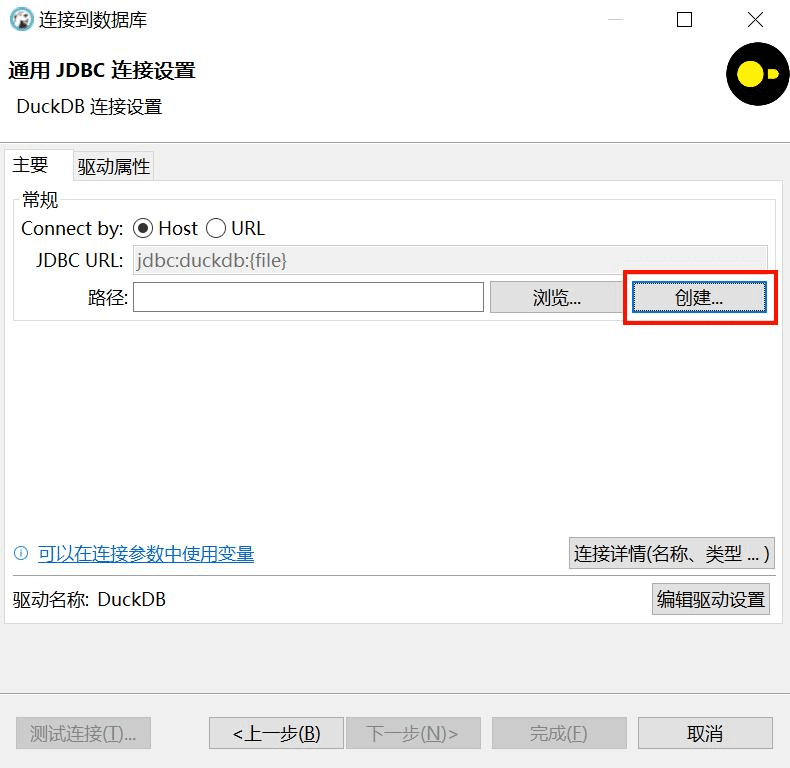 连接到数据库
通用 JDBC 连接设置
DuckDB 连接设置
主要 驱动属性
常规
Connect by: Host URL
JDBC URL: jdbc:duckdb:{file}
路径: 浏览... 创建...
可以在连接参数中使用变量 连接详情(名称、类型 ... )
驱动名称: DuckDB 编辑驱动设置
测试连接(T)... <上一步(B) 下一步(N)> 完成(F) 取消